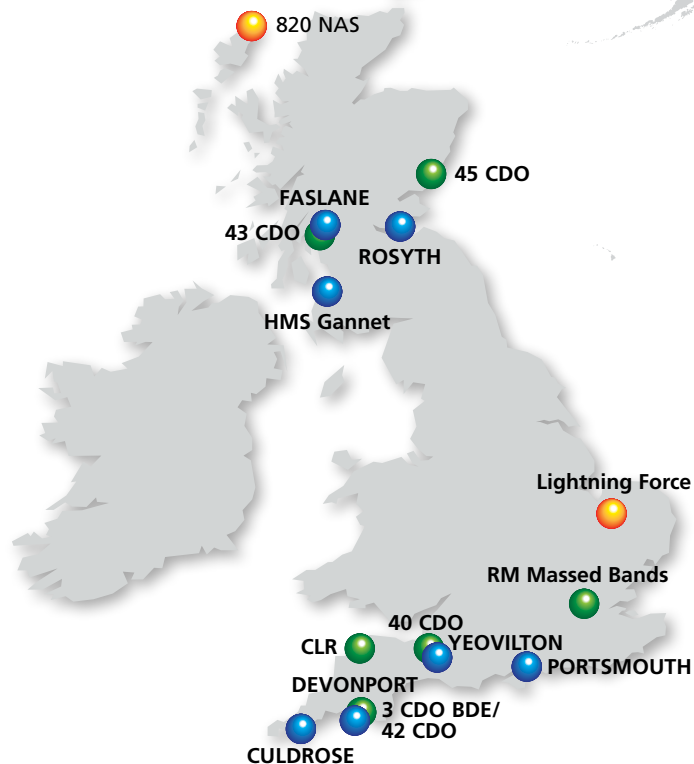 820 NAS
45 CDO
FASLANE
43 CDO
ROSYTH
HMS Gannet
Lightning Force
RM Massed Bands
40 CDO
CLR
YEOVILTON
PORTSMOUTH
DEVONPORT
3 CDO BDE/
42 CDO
CULDROSE